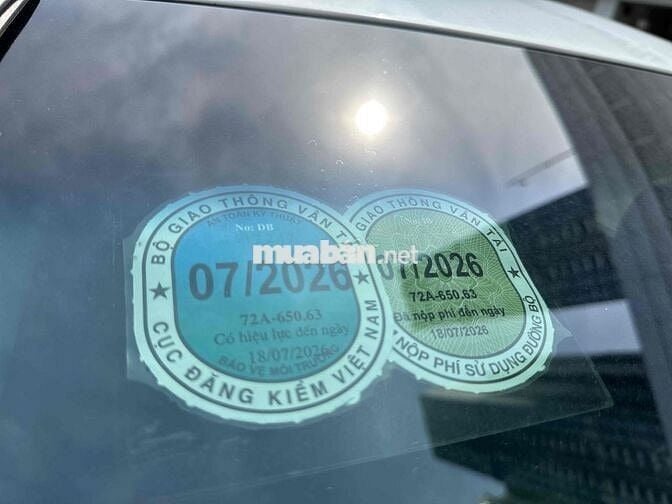 BỘ GIAO THÔNG VẬN TẢI
AN TOÀN KỸ THUẬT
No: DB
07/2026
72A-650.63
Có hiệu lực đến ngày
18/07/2026
BẢO VỆ MÔI TRƯỜNG
CỤC ĐĂNG KIỂM VIỆT NAM
GIAO THÔNG VẬN TẢI
07/2026
72A-650.63
Đã nộp phí đến ngày
18/07/2026
NỘP PHÍ SỬ DỤNG ĐƯỜNG BỘ
muaban.net